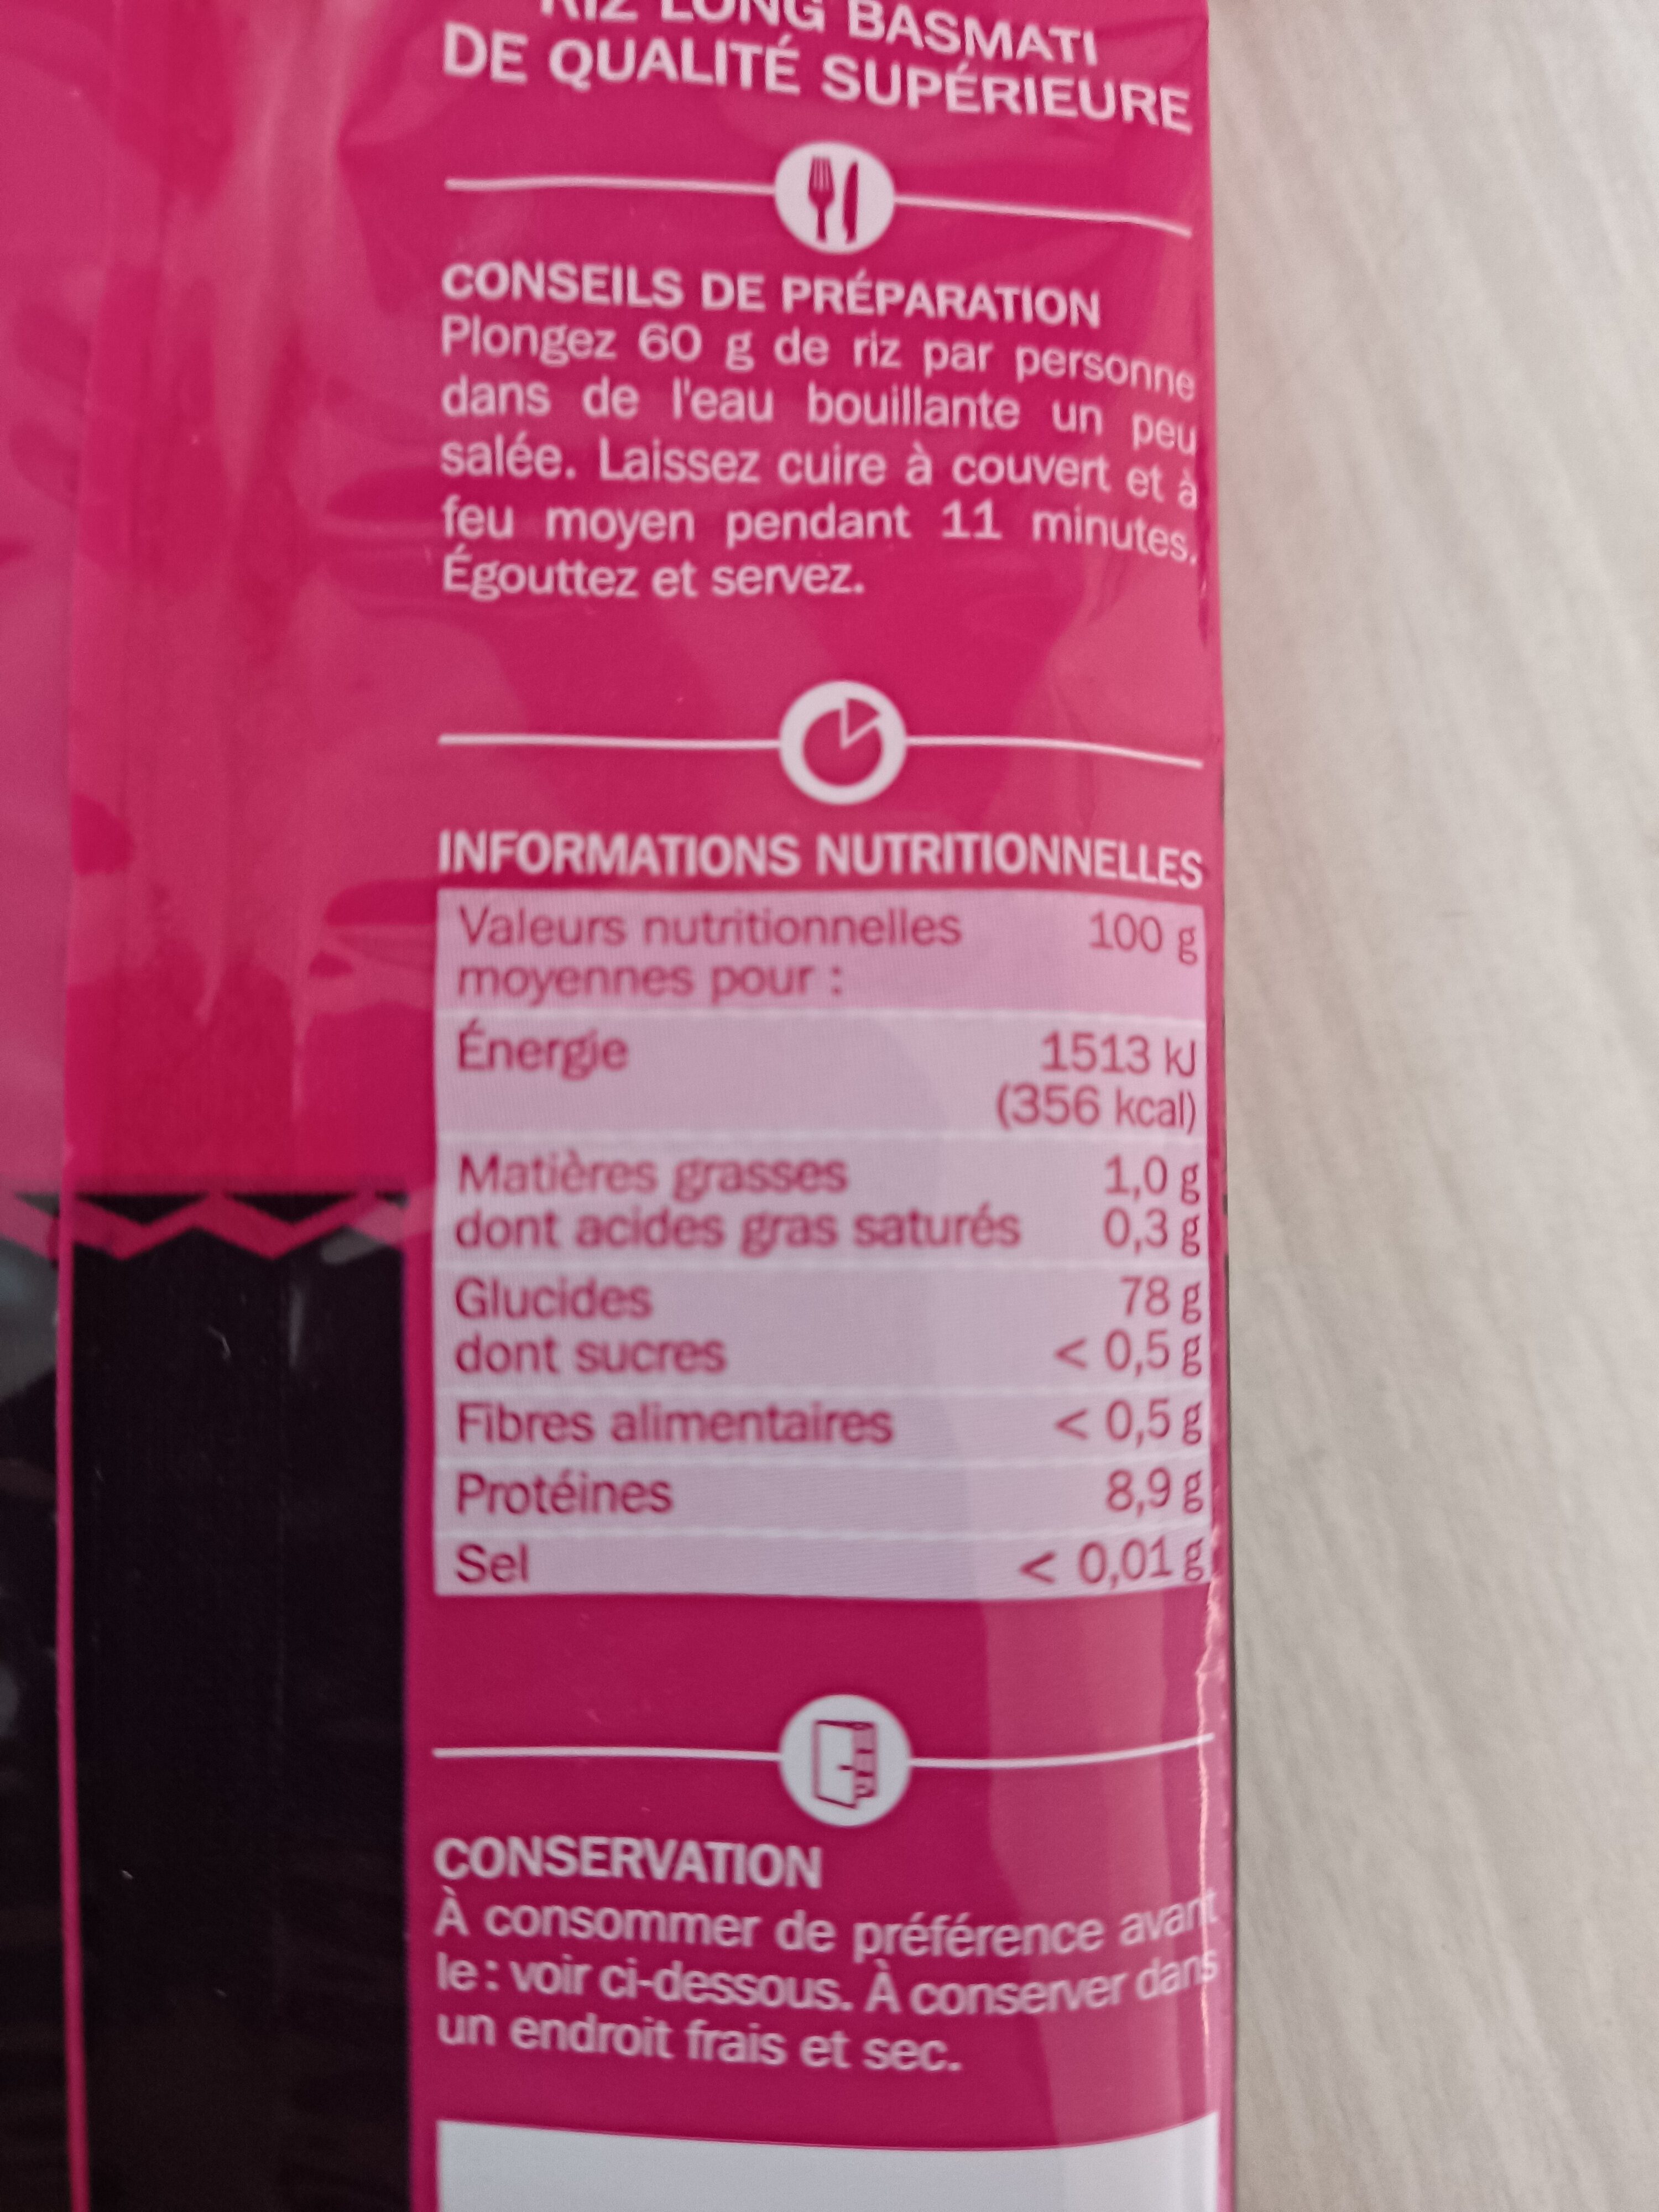 RIZ LONG BASMATI
DE QUALITÉ SUPÉRIEURE
CONSEILS DE PRÉPARATION
Plongez 60 g de riz par personne
dans de l'eau bouillante un peu
salée. Laissez cuire à couvert et à
feu moyen pendant 11 minutes.
Égouttez et servez.
INFORMATIONS NUTRITIONNELLES
Valeurs nutritionnelles 100 g
moyennes pour :
Énergie 1513 kJ
(356 kcal)
Matières grasses 1,0 g
dont acides gras saturés 0,3 g
Glucides 78 g
dont sucres < 0,5 g
Fibres alimentaires < 0,5 g
Protéines 8,9 g
Sel < 0,01 g
CONSERVATION
À consommer de préférence avant
le : voir ci-dessous. À conserver dans
un endroit frais et sec.